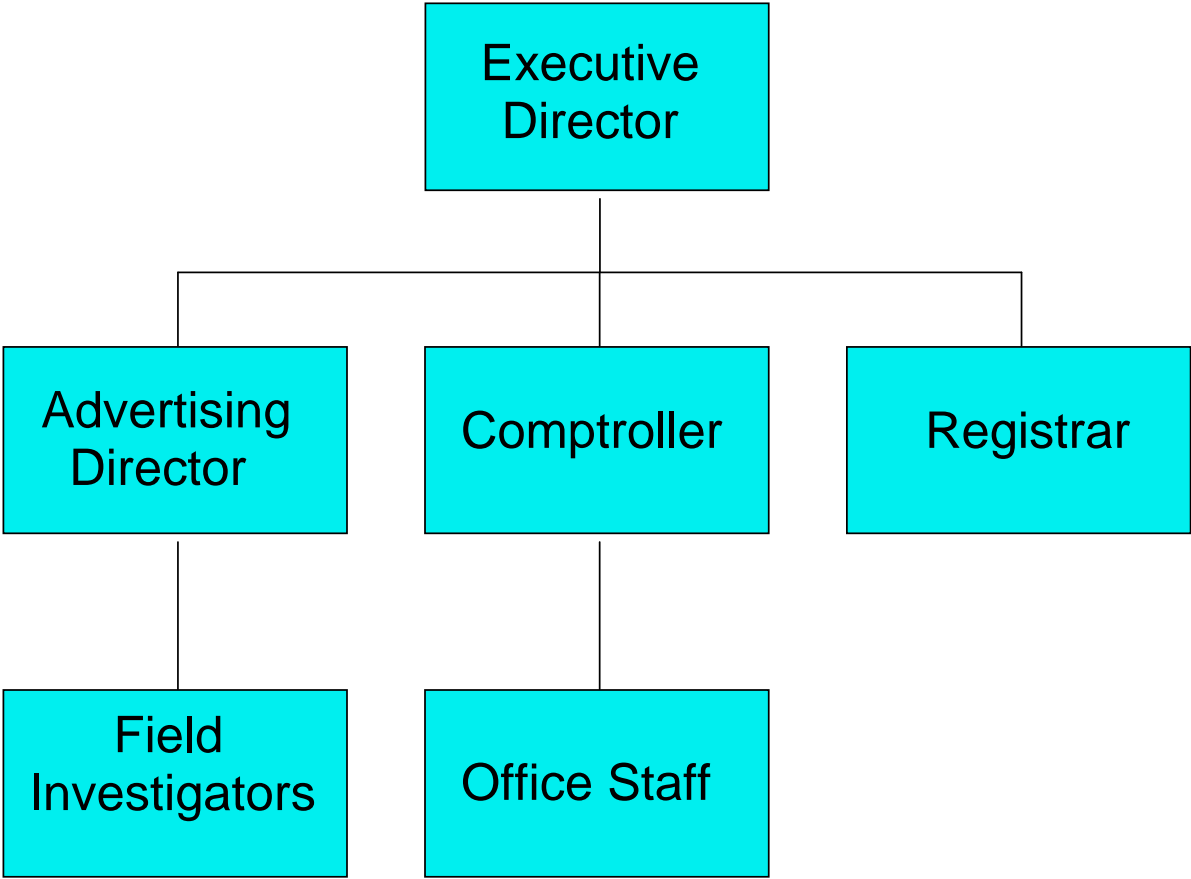 Executive
Director
Advertising
Director
Comptroller
Registrar
Field
Investigators
Office Staff